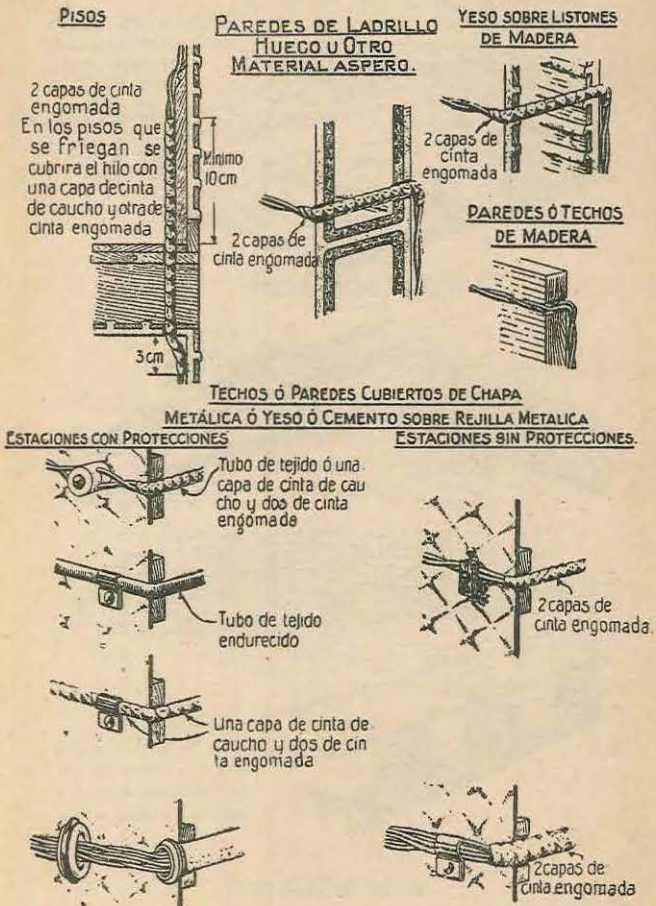 PISOS
2 capas de cinta
engomada
En los pisos que
se friegan se
cubrira el hilo con
una capa de cinta
de caucho y otra de
cinta engomada
Minimo
10 cm
3 cm
PAREDES DE LADRILLO
HUECO U OTRO
MATERIAL ASPERO.
2 capas de
cinta engomada
YESO SOBRE LISTONES
DE MADERA
2 capas de
cinta
engomada
PAREDES Ó TECHOS
DE MADERA
TECHOS Ó PAREDES CUBIERTOS DE CHAPA
METÁLICA Ó YESO Ó CEMENTO SOBRE REJILLA METALICA
ESTACIONES CON PROTECCIONES
Tubo de tejido ó una
capa de cinta de cau
cho y dos de cinta
engomada
Tubo de tejido
endurecido
Una capa de cinta de
caucho y dos de cin
ta engomada
ESTACIONES SIN PROTECCIONES.
2 capas de
cinta engomada.
2 capas de
cinta engomada